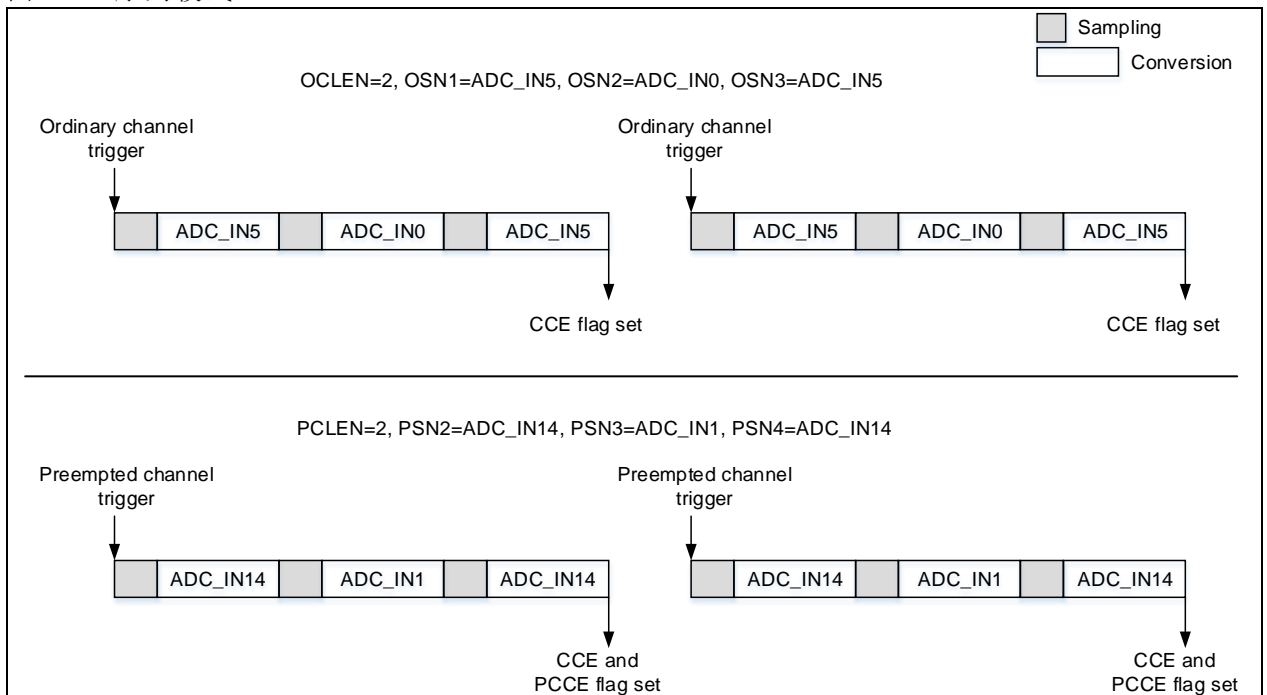 Sampling
Conversion
OCLEN=2, OSN1=ADC_IN5, OSN2=ADC_IN0, OSN3=ADC_IN5
Ordinary channel
trigger
Ordinary channel
trigger
ADC_IN5
ADC_IN0
ADC_IN5
ADC_IN5
ADC_IN0
ADC_IN5
CCE flag set
CCE flag set
PCLEN=2, PSN2=ADC_IN14, PSN3=ADC_IN1, PSN4=ADC_IN14
Preempted channel
trigger
Preempted channel
trigger
ADC_IN14
ADC_IN1
ADC_IN14
ADC_IN14
ADC_IN1
ADC_IN14
CCE and
PCCE flag set
CCE and
PCCE flag set